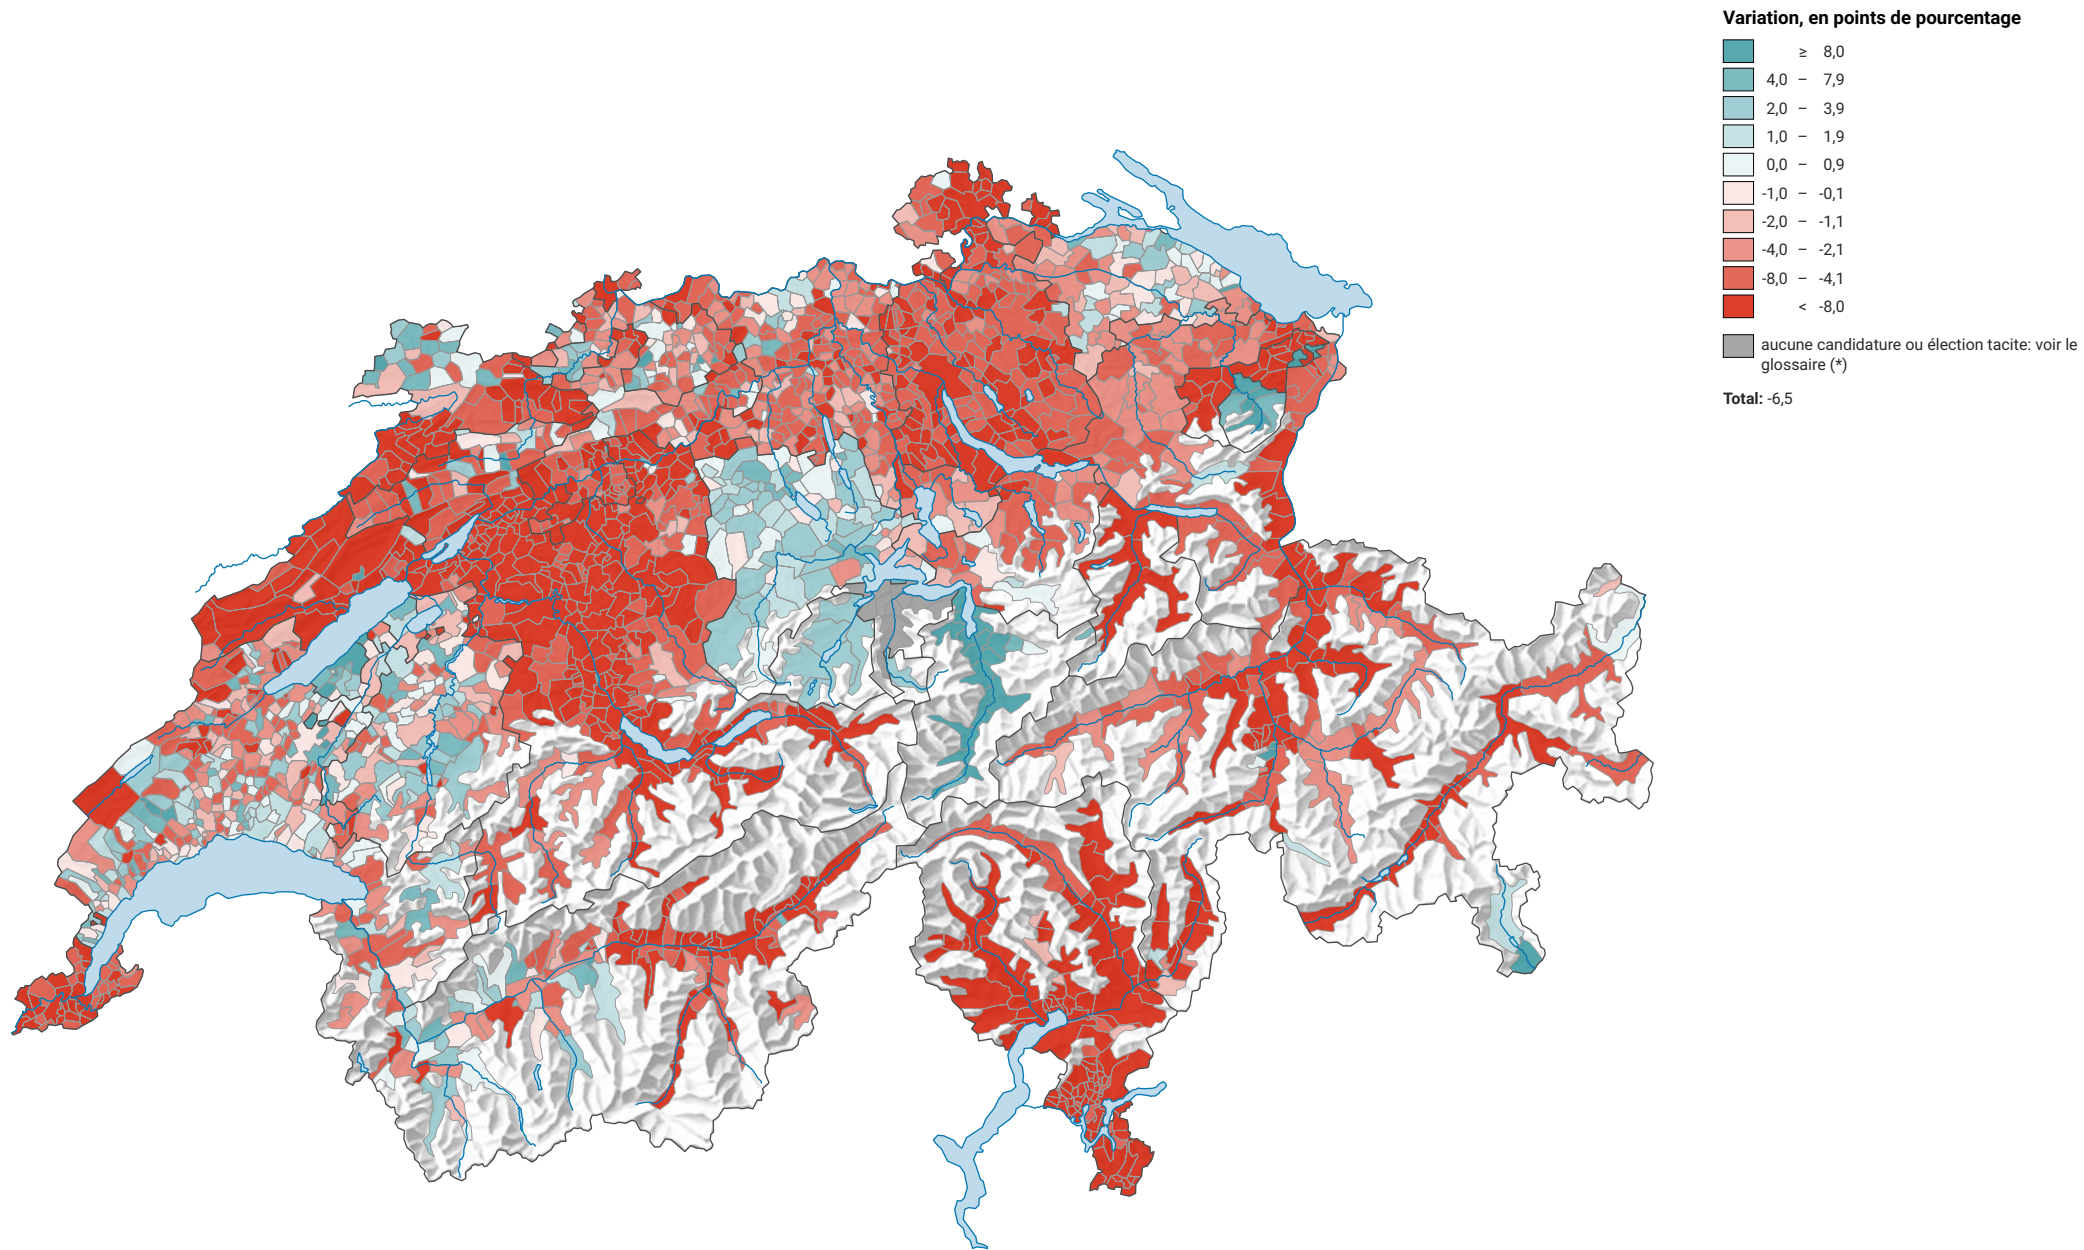 Variation, en points de pourcentage
≥ 8,0
4,0 – 7,9
2,0 – 3,9
1,0 – 1,9
0,0 – 0,9
-1,0 – -0,1
-2,0 – -1,1
-4,0 – -2,1
-8,0 – -4,1
< -8,0
aucune candidature ou élection tacite: voir le
glossaire (*)
Total: -6,5